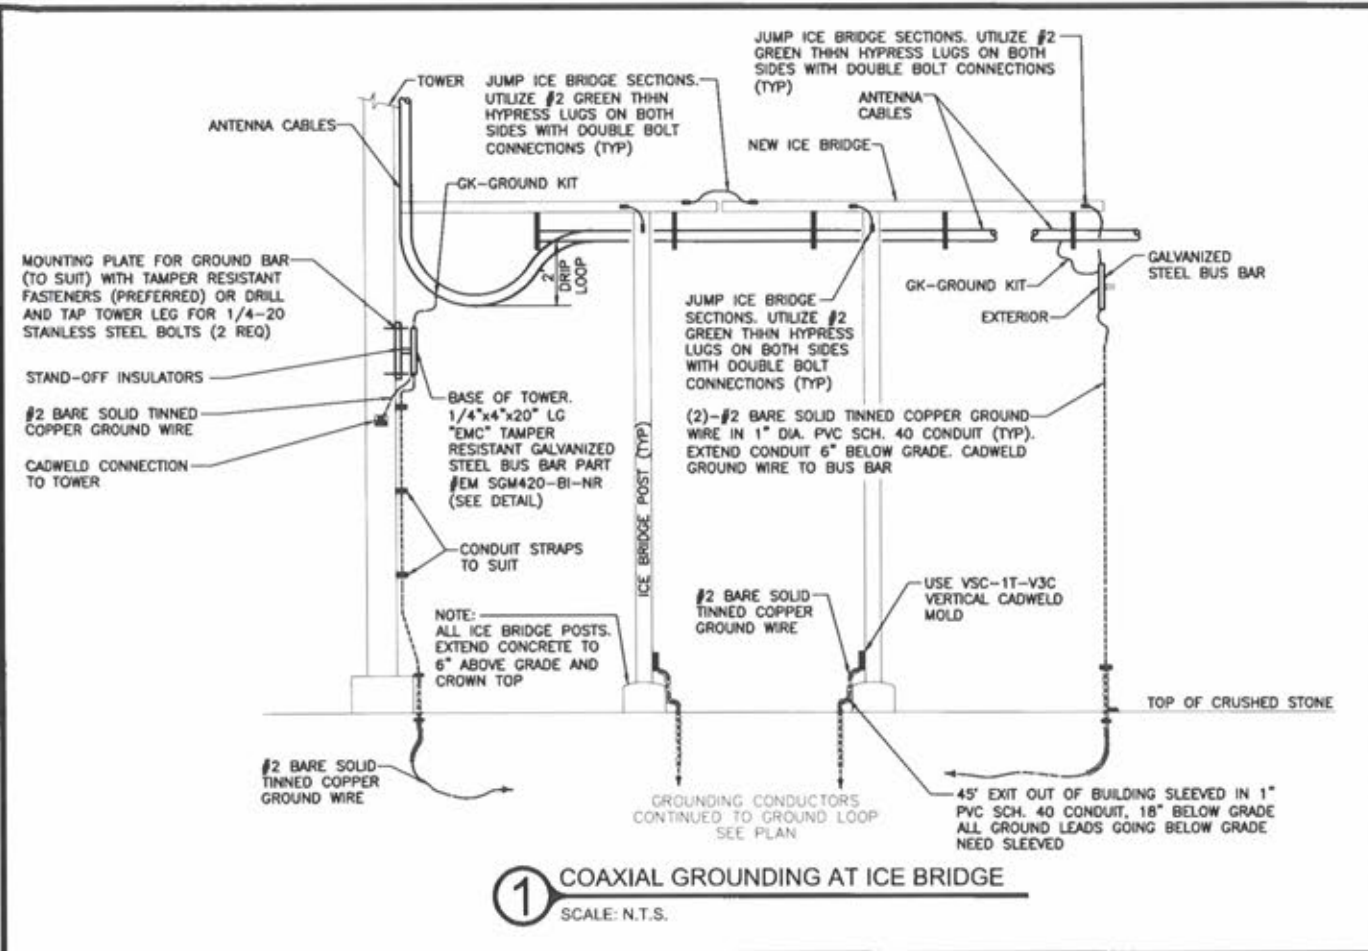 JUMP ICE BRIDGE SECTIONS. UTILIZE #2
GREEN THHN HYPRESS LUGS ON BOTH
SIDES WITH DOUBLE BOLT CONNECTIONS
(TYP)
TOWER
JUMP ICE BRIDGE SECTIONS.
UTILIZE #2 GREEN THHN
HYPRESS LUGS ON BOTH
SIDES WITH DOUBLE BOLT
CONNECTIONS (TYP)
ANTENNA
CABLES
ANTENNA CABLES
NEW ICE BRIDGE
GK-GROUND KIT
MOUNTING PLATE FOR GROUND BAR
(TO SUIT) WITH TAMPER RESISTANT
FASTENERS (PREFERRED) OR DRILL
AND TAP TOWER LEG FOR 1/4-20
STANLESS STEEL BOLTS (2 REQ)
2'
DRIP
LOOP
GALVANIZED
STEEL BUS BAR
GK-GROUND KIT
EXTERIOR
JUMP ICE BRIDGE
SECTIONS. UTILIZE #2
GREEN THHN HYPRESS
LUGS ON BOTH SIDES
WITH DOUBLE BOLT
CONNECTIONS (TYP)
STAND-OFF INSULATORS
#2 BARE SOLID TINNED
COPPER GROUND WIRE
CADWELD CONNECTION
TO TOWER
BASE OF TOWER.
1/4"x4"x20" LG
"EMC" TAMPER
RESISTANT GALVANIZED
STEEL BUS BAR PART
#EM SGM420-BI-NR
(SEE DETAIL)
(2)-#2 BARE SOLID TINNED COPPER GROUND
WIRE IN 1" DIA. PVC SCH. 40 CONDUIT (TYP).
EXTEND CONDUIT 6" BELOW GRADE. CADWELD
GROUND WIRE TO BUS BAR
ICE BRIDGE POST (TYP)
CONDUIT STRAPS
TO SUIT
#2 BARE SOLID
TINNED COPPER
GROUND WIRE
USE VSC-1T-V3C
VERTICAL CADWELD
MOLD
NOTE:
ALL ICE BRIDGE POSTS.
EXTEND CONCRETE TO
6" ABOVE GRADE AND
CROWN TOP
TOP OF CRUSHED STONE
#2 BARE SOLID
TINNED COPPER
GROUND WIRE
GROUNDING CONDUCTORS
CONTINUED TO GROUND LOOP
SEE PLAN
45' EXIT OUT OF BUILDING SLEEVED IN 1"
PVC SCH. 40 CONDUIT, 18" BELOW GRADE
ALL GROUND LEADS GOING BELOW GRADE
NEED SLEEVED
1 COAXIAL GROUNDING AT ICE BRIDGE
SCALE: N.T.S.